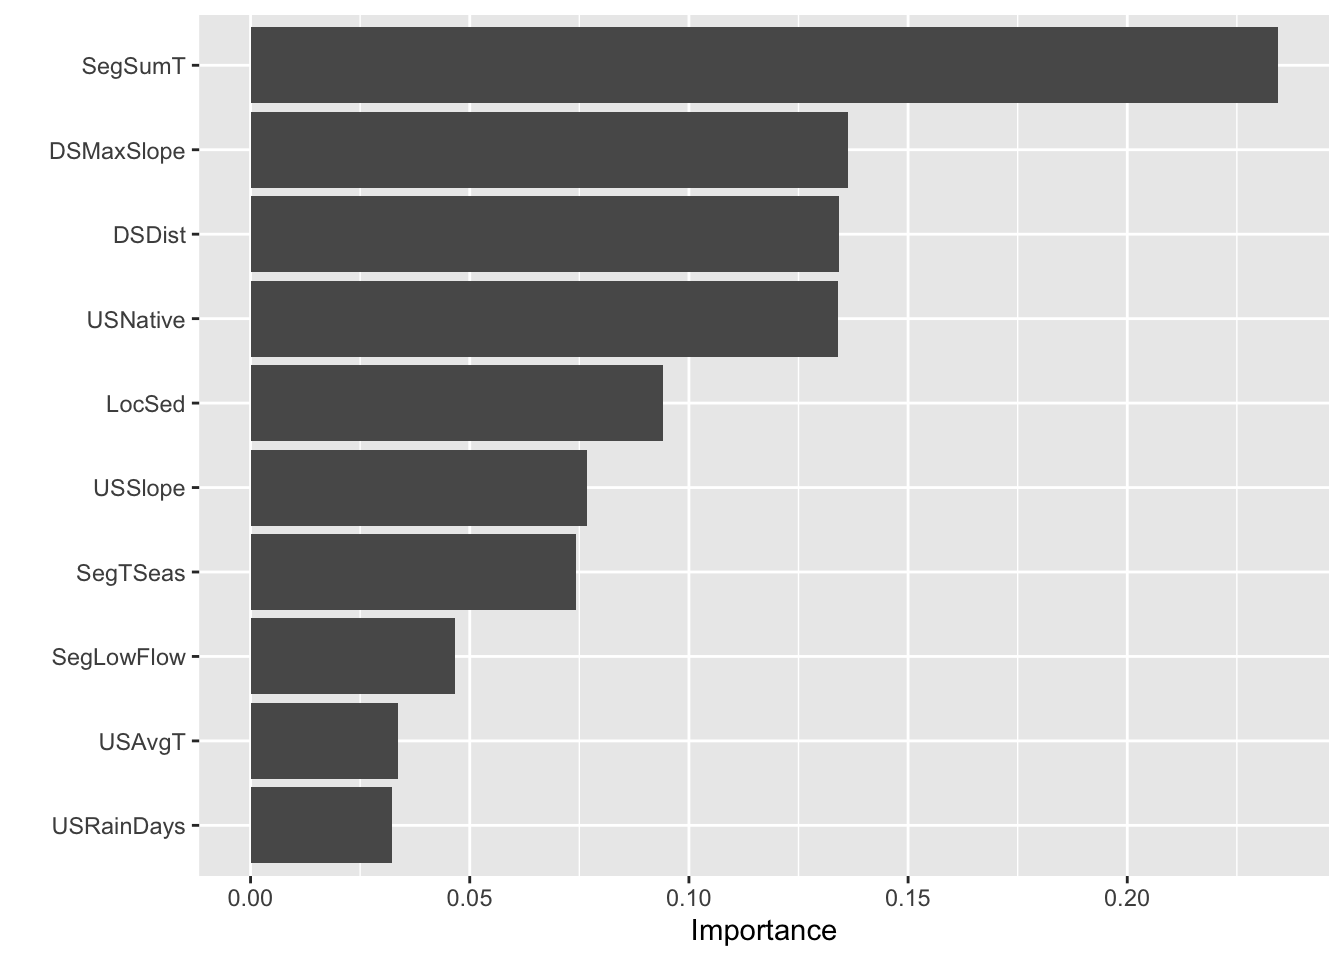 SegSumT
DSMaxSlope
DSDist
USNative
LocSed
USSlope
SegTSeas
SegLowFlow
USAvgT
USRainDays
0.00 0.05 0.10 0.15 0.20
Importance